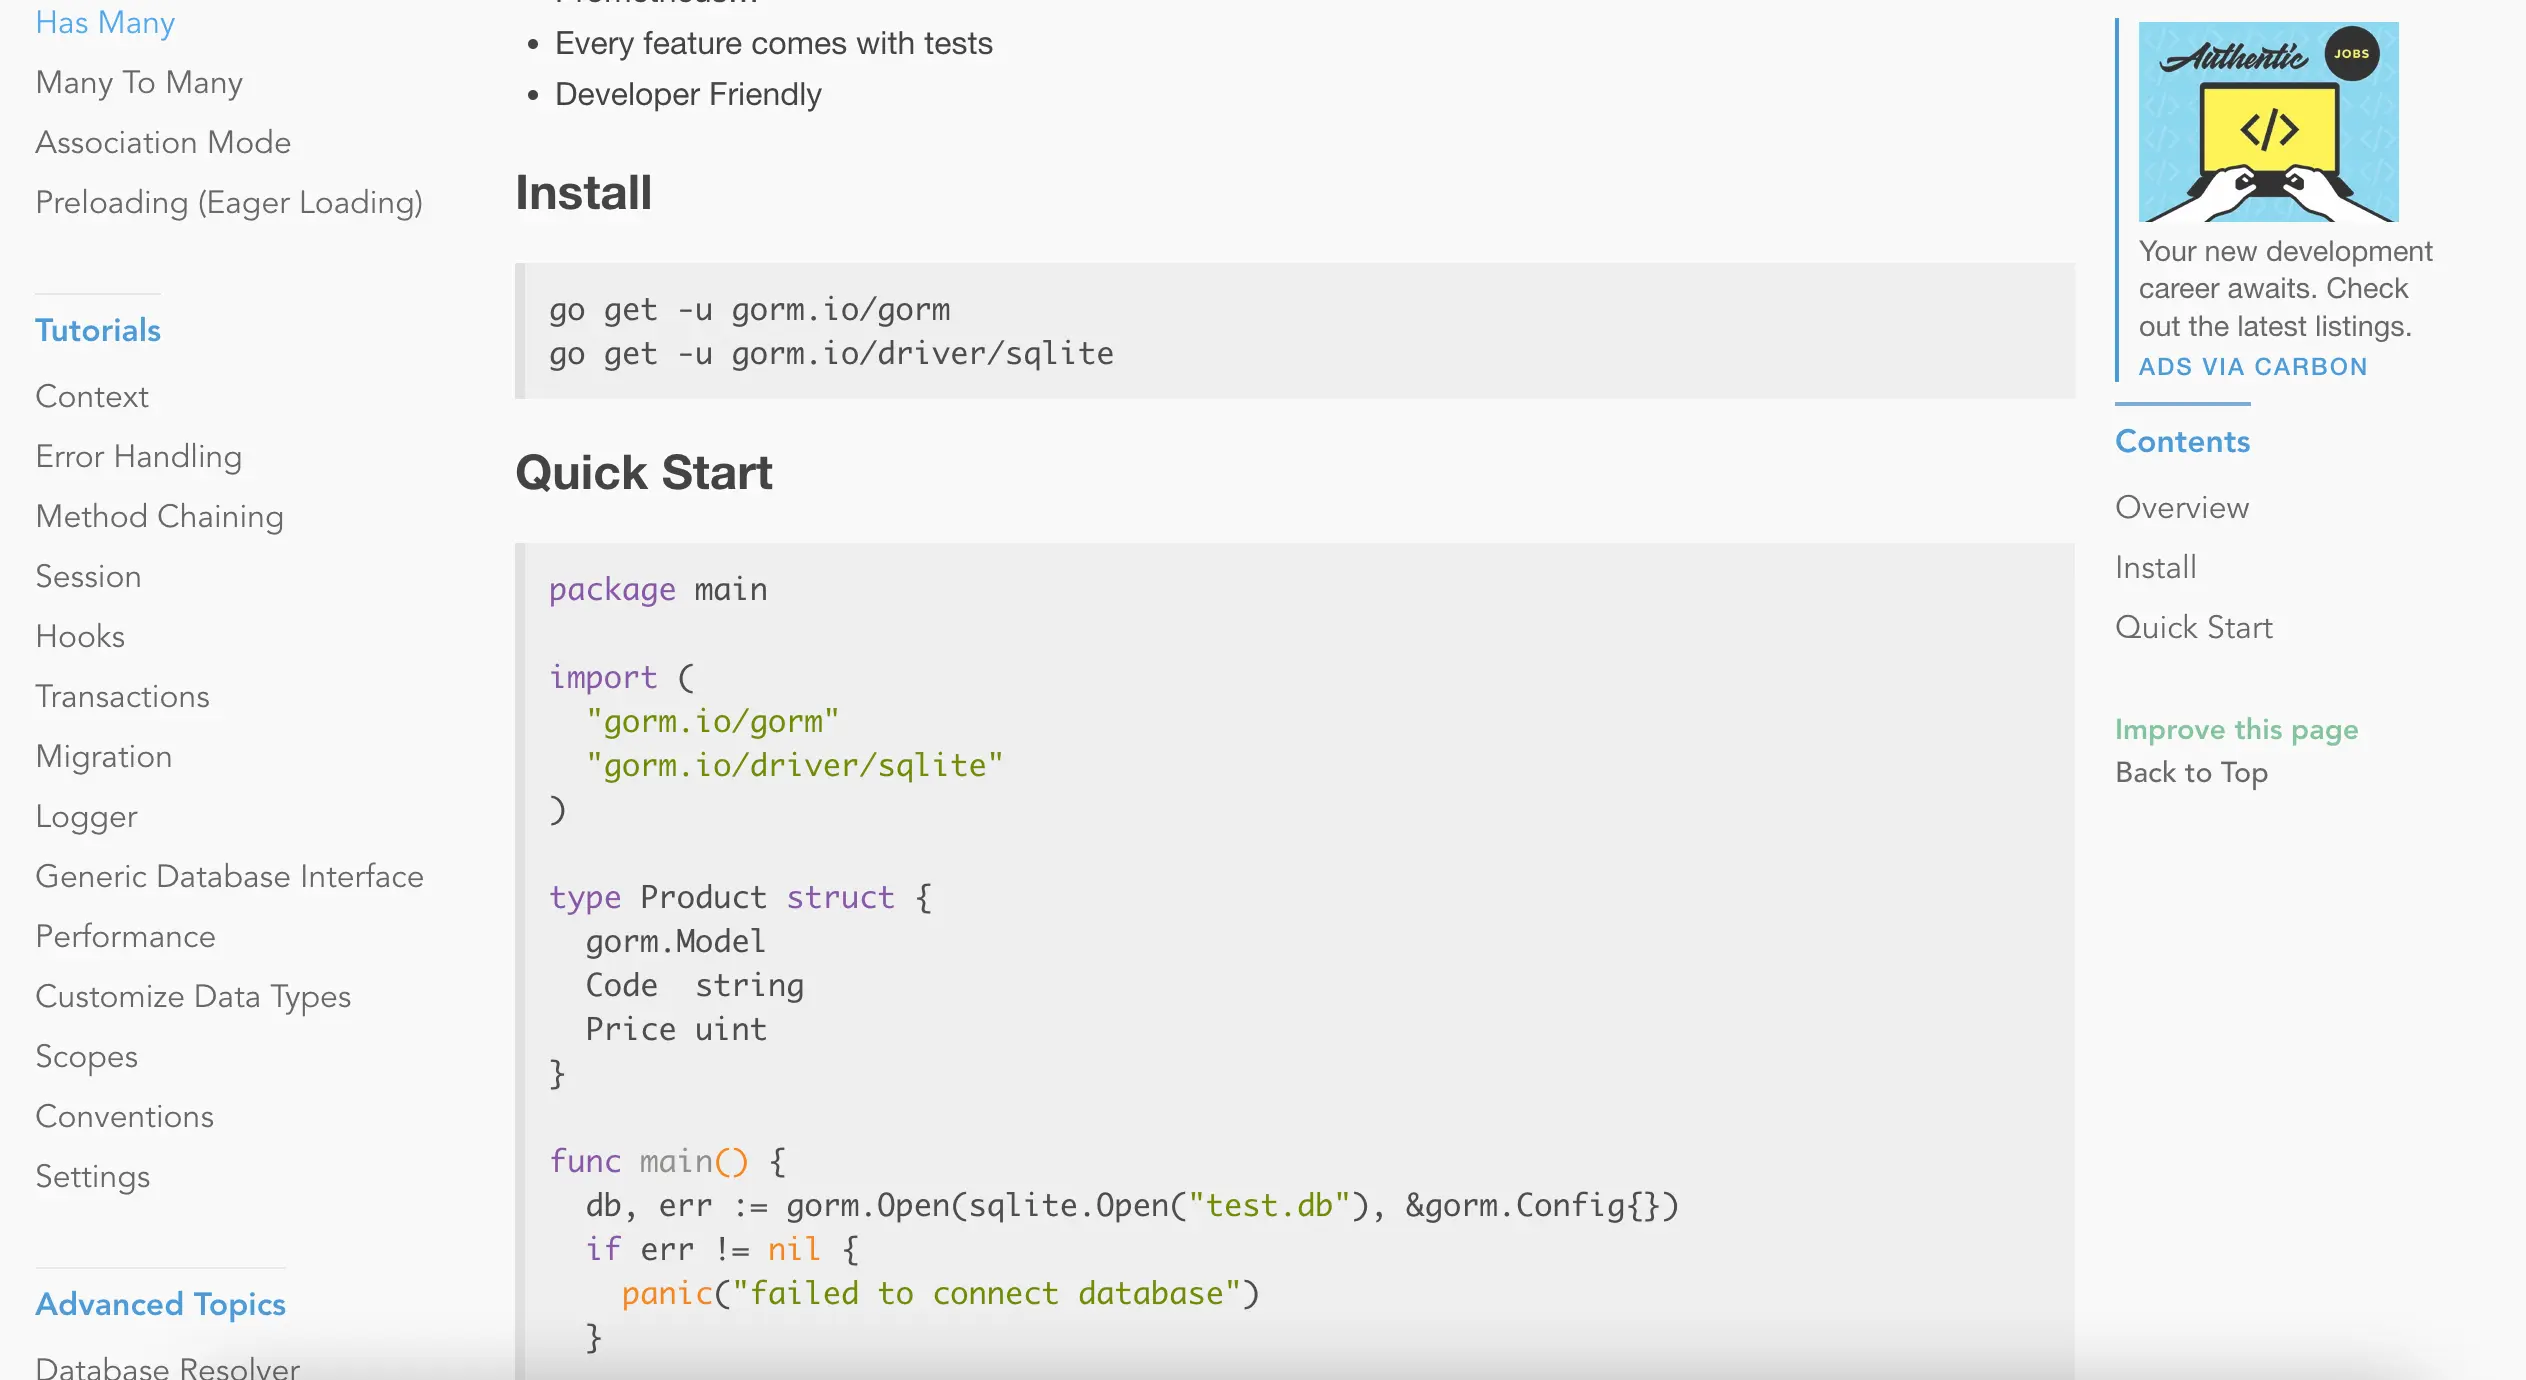 Has Many
Many To Many
Association Mode
Preloading (Eager Loading)
Tutorials
Context
Error Handling
Method Chaining
Session
Hooks
Transactions
Migration
Logger
Generic Database Interface
Performance
Customize Data Types
Scopes
Conventions
Settings
Advanced Topics
Database Resolver
Prometheus...
• Every feature comes with tests
• Developer Friendly
Install
go get -u gorm.io/gorm
go get -u gorm.io/driver/sqlite
Quick Start
package main
import (
  "gorm.io/gorm"
  "gorm.io/driver/sqlite"
)
type Product struct {
  gorm.Model
  Code  string
  Price uint
}
func main() {
  db, err := gorm.Open(sqlite.Open("test.db"), &gorm.Config{})
  if err != nil {
    panic("failed to connect database")
  }
Authentic JOBS
</>
Your new development
career awaits. Check
out the latest listings.
ADS VIA CARBON
Contents
Overview
Install
Quick Start
Improve this page
Back to Top